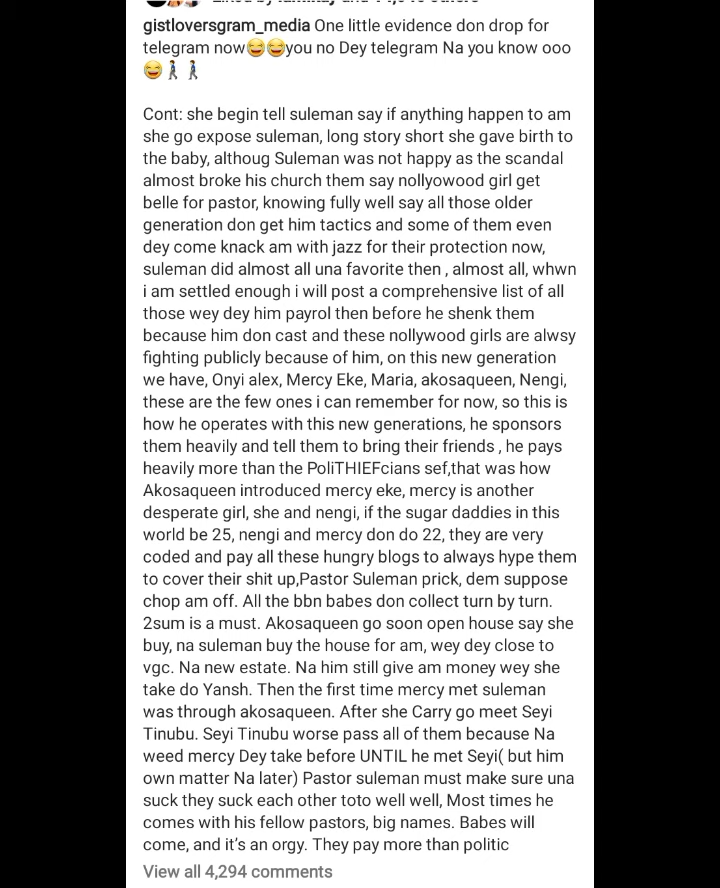 gistloversgram_media One little evidence don drop for
telegram now😂😂you no Dey telegram Na you know ooo
😂🚶🚶

Cont: she begin tell suleman say if anything happen to am
she go expose suleman, long story short she gave birth to
the baby, althoug Suleman was not happy as the scandal
almost broke his church them say nollyowood girl get
belle for pastor, knowing fully well say all those older
generation don get him tactics and some of them even
dey come knack am with jazz for their protection now,
suleman did almost all una favorite then , almost all, whwn
i am settled enough i will post a comprehensive list of all
those wey dey him payrol then before he shenk them
because him don cast and these nollywood girls are alwsy
fighting publicly because of him, on this new generation
we have, Onyi alex, Mercy Eke, Maria, akosaqueen, Nengi,
these are the few ones i can remember for now, so this is
how he operates with this new generations, he sponsors
them heavily and tell them to bring their friends , he pays
heavily more than the PoliTHIEFcians sef,that was how
Akosaqueen introduced mercy eke, mercy is another
desperate girl, she and nengi, if the sugar daddies in this
world be 25, nengi and mercy don do 22, they are very
coded and pay all these hungry blogs to always hype them
to cover their shit up,Pastor Suleman prick, dem suppose
chop am off. All the bbn babes don collect turn by turn.
2sum is a must. Akosaqueen go soon open house say she
buy, na suleman buy the house for am, wey dey close to
vgc. Na new estate. Na him still give am money wey she
take do Yansh. Then the first time mercy met suleman
was through akosaqueen. After she Carry go meet Seyi
Tinubu. Seyi Tinubu worse pass all of them because Na
weed mercy Dey take before UNTIL he met Seyi( but him
own matter Na later) Pastor suleman must make sure una
suck they suck each other toto well well, Most times he
comes with his fellow pastors, big names. Babes will
come, and it’s an orgy. They pay more than politic
View all 4,294 comments